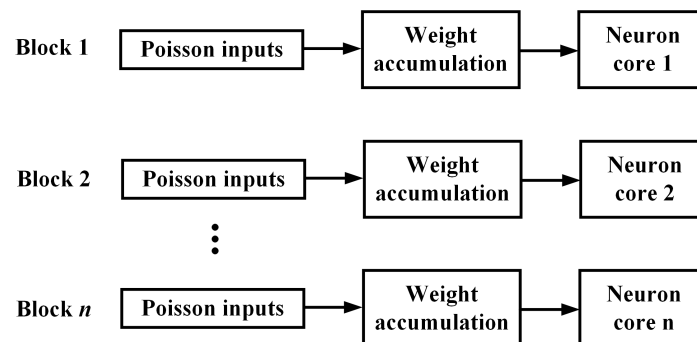 Block 1
Poisson inputs
Weight
accumulation
Neuron
core 1
Block 2
Poisson inputs
Weight
accumulation
Neuron
core 2
Block n
Poisson inputs
Weight
accumulation
Neuron
core n